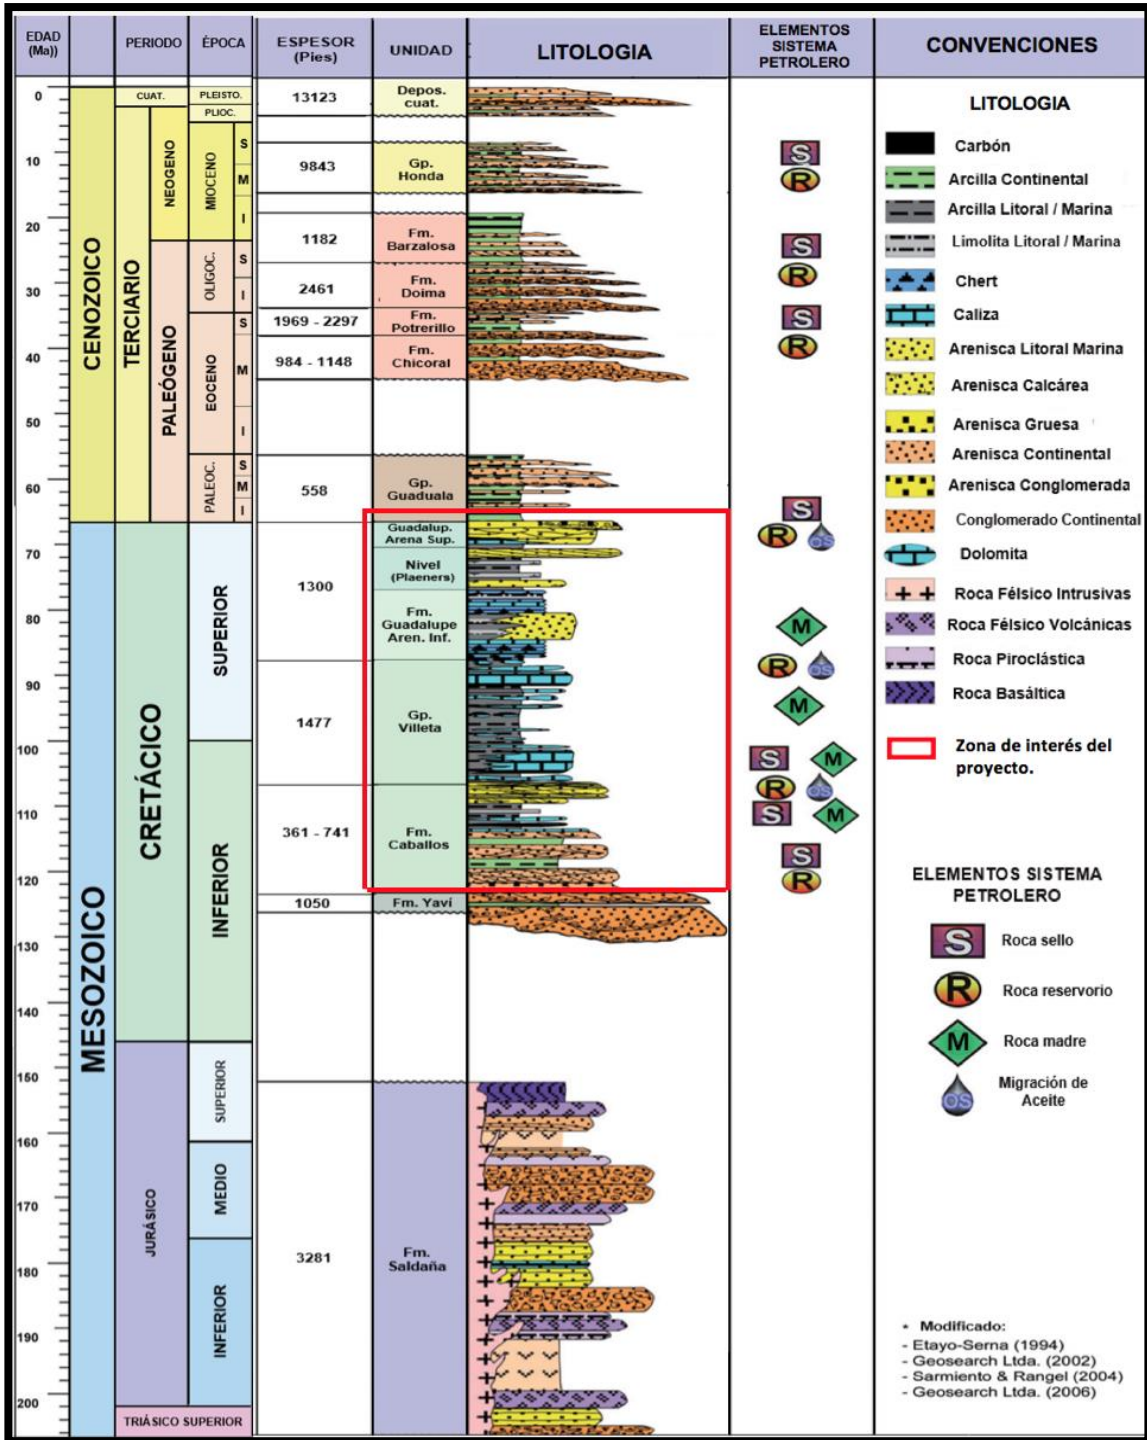 EDAD
(Ma))
PERIODO
ÉPOCA
ESPESOR
(Pies)
UNIDAD
LITOLOGIA
ELEMENTOS
SISTEMA
PETROLERO
CONVENCIONES
0
10
20
30
40
50
60
70
80
90
100
110
120
130
140
150
160
170
180
190
200
CENOZOICO
MESOZOICO
CUAT.
TERCIARIO
NEOGENO
PALEÓGENO
CRETÁCICO
JURÁSICO
TRIÁSICO SUPERIOR
PLEISTO.
PLIOC.
MIOCENO
S
M
I
OLIGOC.
S
I
EOCENO
S
M
I
PALEOC.
S
M
I
SUPERIOR
INFERIOR
SUPERIOR
MEDIO
INFERIOR
13123
9843
1182
2461
1969 - 2297
984 - 1148
558
1300
1477
361 - 741
1050
3281
Depos.
cuat.
Gp.
Honda
Fm.
Barzalosa
Fm.
Doima
Fm.
Potrerillo
Fm.
Chicoral
Gp.
Guaduala
Guadalup.
Arena Sup.
Nivel
(Plaeners)
Fm.
Guadalupe
Aren. Inf.
Gp.
Villeta
Fm.
Caballos
Fm. Yaví
Fm.
Saldaña
S
R
S
R
S
R
S
R OS
M
R OS
M
S M
R OS
S M
S
R
LITOLOGIA
Carbón
Arcilla Continental
Arcilla Litoral / Marina
Limolita Litoral / Marina
Chert
Caliza
Arenisca Litoral Marina
Arenisca Calcárea
Arenisca Gruesa
Arenisca Continental
Arenisca Conglomerada
Conglomerado Continental
Dolomita
Roca Félsico Intrusivas
Roca Félsico Volcánicas
Roca Piroclástica
Roca Basáltica
Zona de interés del
proyecto.
ELEMENTOS SISTEMA
PETROLERO
S Roca sello
R Roca reservorio
M Roca madre
OS Migración de
Aceite
* Modificado:
- Etayo-Serna (1994)
- Geosearch Ltda. (2002)
- Sarmiento & Rangel (2004)
- Geosearch Ltda. (2006)